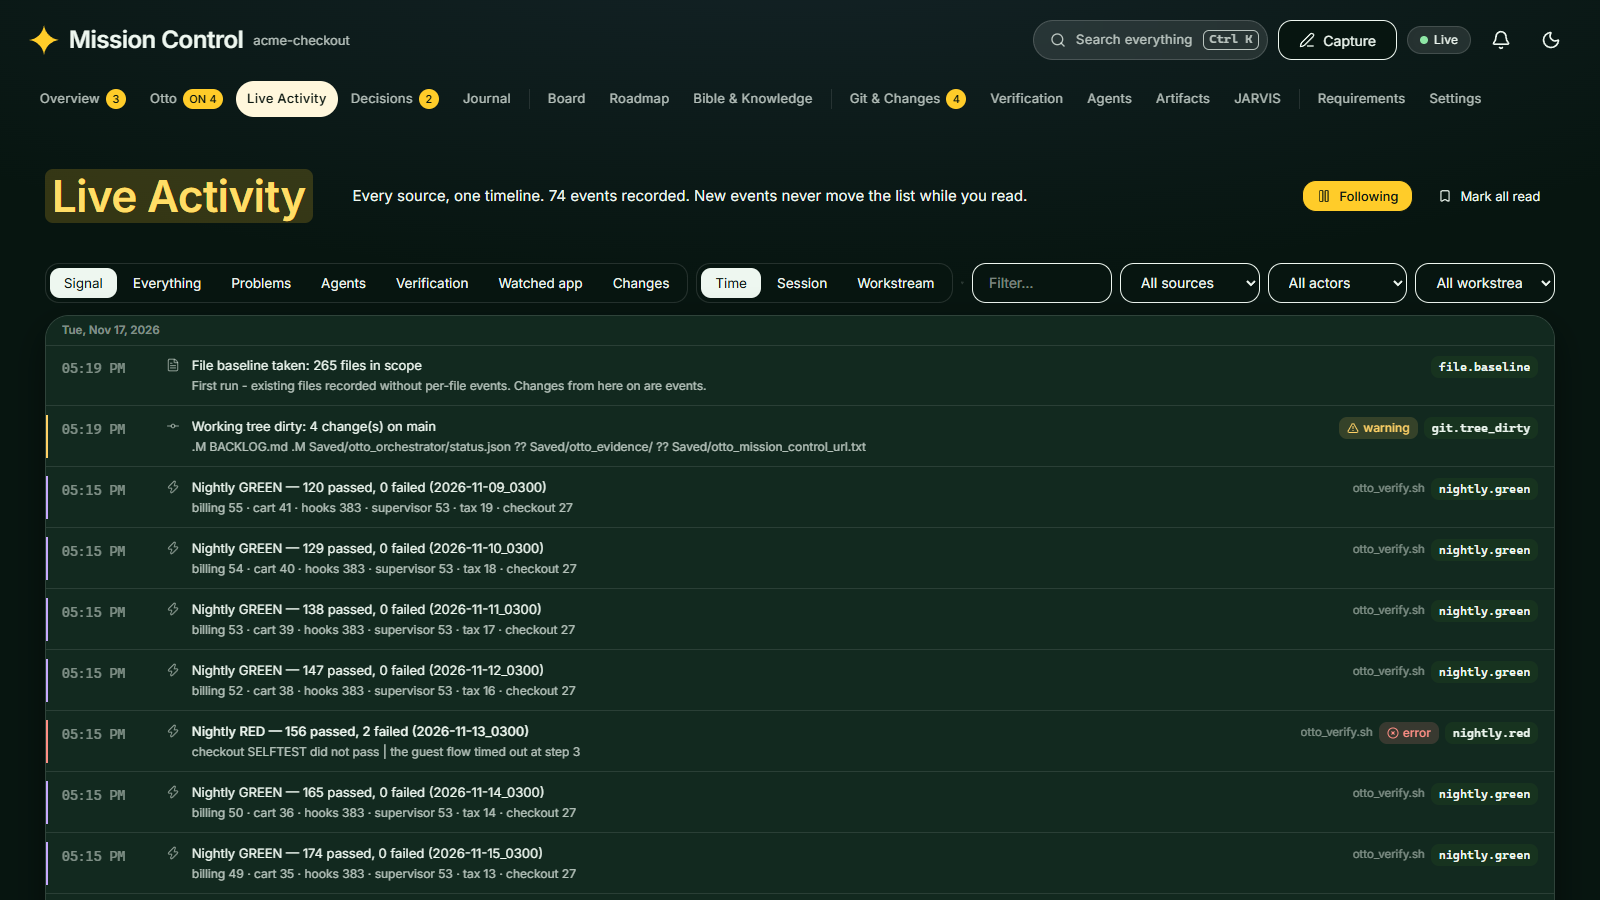 Mission Control acme-checkout Search everything Ctrl K Capture Live
Overview 3 Otto ON 4 Live Activity Decisions 2 Journal Board Roadmap Bible & Knowledge Git & Changes 4 Verification Agents Artifacts JARVIS Requirements Settings
Live Activity Every source, one timeline. 74 events recorded. New events never move the list while you read. Following Mark all read
Signal Everything Problems Agents Verification Watched app Changes Time Session Workstream Filter... All sources All actors All workstrea
Tue, Nov 17, 2026
05:19 PM File baseline taken: 265 files in scope file.baseline
First run - existing files recorded without per-file events. Changes from here on are events.
05:19 PM Working tree dirty: 4 change(s) on main warning git.tree_dirty
.M BACKLOG.md .M Saved/otto_orchestrator/status.json ?? Saved/otto_evidence/ ?? Saved/otto_mission_control_url.txt
05:15 PM Nightly GREEN — 120 passed, 0 failed (2026-11-09_0300) otto_verify.sh nightly.green
billing 55 · cart 41 · hooks 383 · supervisor 53 · tax 19 · checkout 27
05:15 PM Nightly GREEN — 129 passed, 0 failed (2026-11-10_0300) otto_verify.sh nightly.green
billing 54 · cart 40 · hooks 383 · supervisor 53 · tax 18 · checkout 27
05:15 PM Nightly GREEN — 138 passed, 0 failed (2026-11-11_0300) otto_verify.sh nightly.green
billing 53 · cart 39 · hooks 383 · supervisor 53 · tax 17 · checkout 27
05:15 PM Nightly GREEN — 147 passed, 0 failed (2026-11-12_0300) otto_verify.sh nightly.green
billing 52 · cart 38 · hooks 383 · supervisor 53 · tax 16 · checkout 27
05:15 PM Nightly RED — 156 passed, 2 failed (2026-11-13_0300) otto_verify.sh error nightly.red
checkout SELFTEST did not pass | the guest flow timed out at step 3
05:15 PM Nightly GREEN — 165 passed, 0 failed (2026-11-14_0300) otto_verify.sh nightly.green
billing 50 · cart 36 · hooks 383 · supervisor 53 · tax 14 · checkout 27
05:15 PM Nightly GREEN — 174 passed, 0 failed (2026-11-15_0300) otto_verify.sh nightly.green
billing 49 · cart 35 · hooks 383 · supervisor 53 · tax 13 · checkout 27